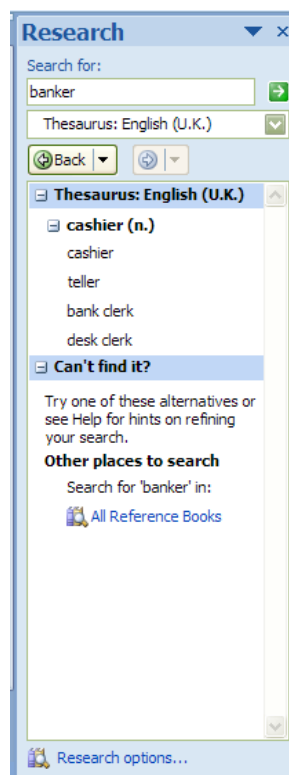 Research
Search for:
banker
Thesaurus: English (U.K.)
Back
Thesaurus: English (U.K.)
cashier (n.)
cashier
teller
bank clerk
desk clerk
Can't find it?
Try one of these alternatives or
see Help for hints on refining
your search.
Other places to search
Search for 'banker' in:
All Reference Books
Research options...